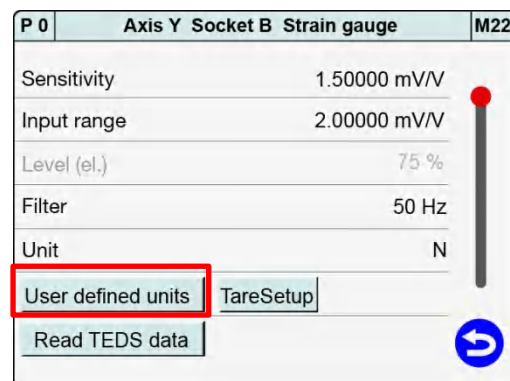 P 0 Axis Y Socket B Strain gauge M22
Sensitivity 1.50000 mV/V
Input range 2.00000 mV/V
Level (el.) 75 %
Filter 50 Hz
Unit N
User defined units TareSetup
Read TEDS data